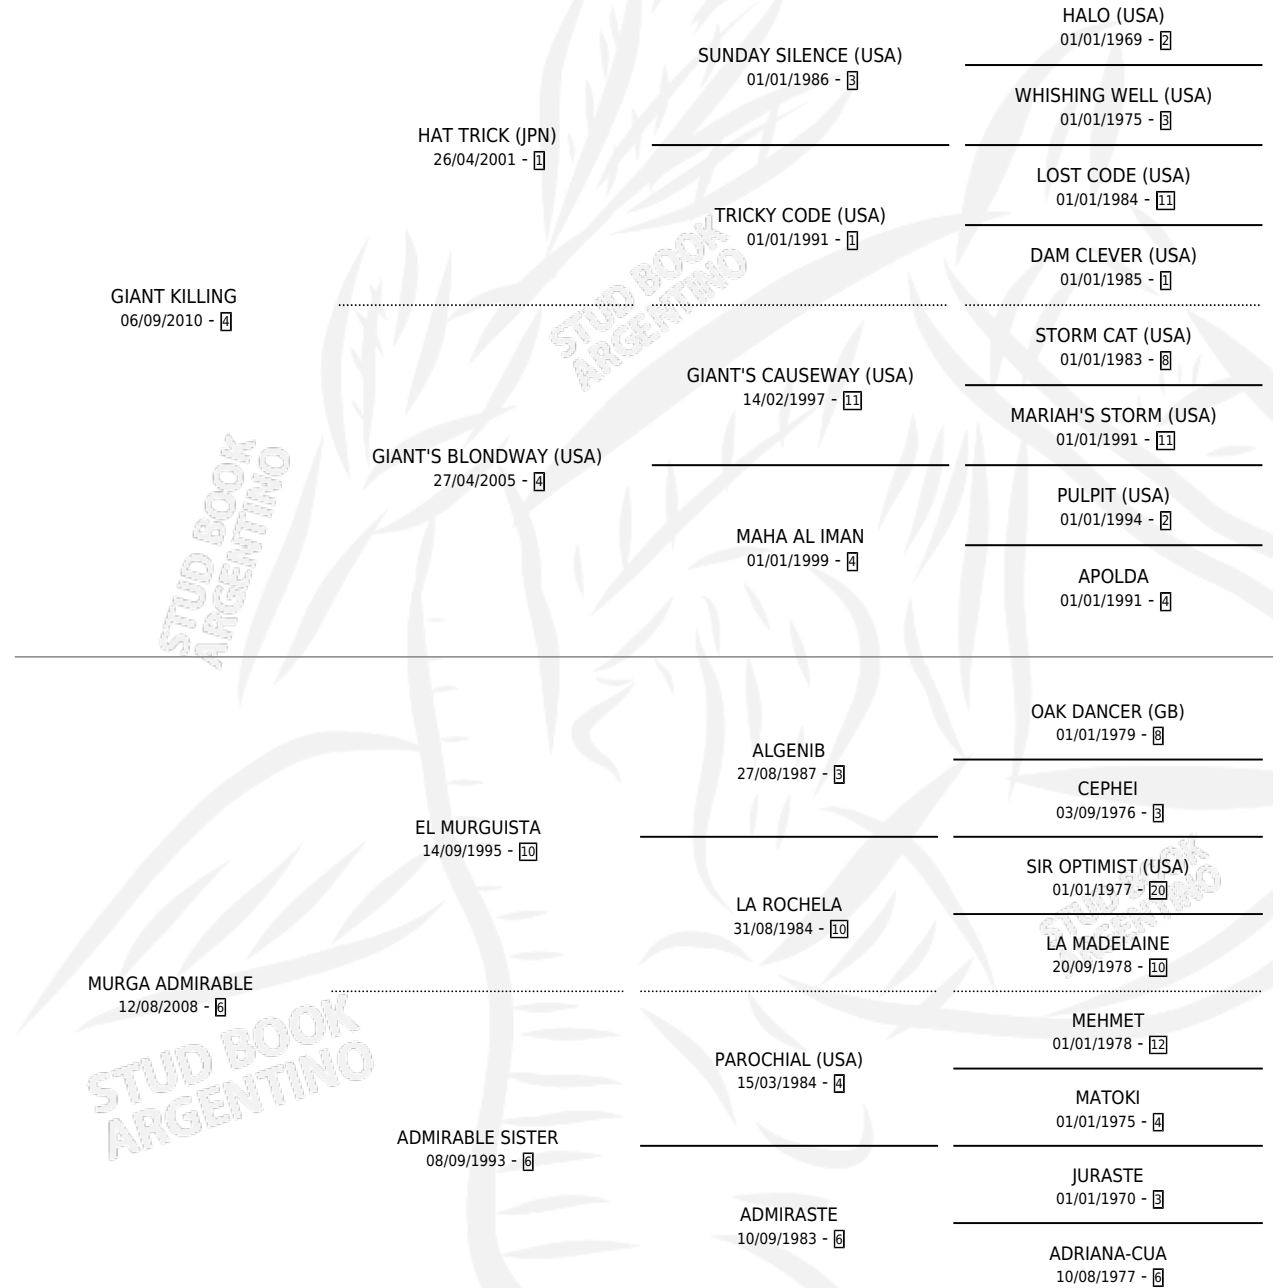 HALO (USA)
01/01/1969 - 2
SUNDAY SILENCE (USA)
01/01/1986 - 3
WHISHING WELL (USA)
01/01/1975 - 3
HAT TRICK (JPN)
26/04/2001 - 1
LOST CODE (USA)
01/01/1984 - 11
TRICKY CODE (USA)
01/01/1991 - 1
DAM CLEVER (USA)
01/01/1985 - 1
GIANT KILLING
06/09/2010 - 4
STUD BOOK
ARGENTINO
STORM CAT (USA)
01/01/1983 - 8
GIANT'S CAUSEWAY (USA)
14/02/1997 - 11
MARIAH'S STORM (USA)
01/01/1991 - 11
GIANT'S BLONDWAY (USA)
27/04/2005 - 4
PULPIT (USA)
01/01/1994 - 2
MAHA AL IMAN
01/01/1999 - 4
APOLDA
01/01/1991 - 4
STUD BOOK
ARGENTINO
OAK DANCER (GB)
01/01/1979 - 8
ALGENIB
27/08/1987 - 3
CEPHEI
03/09/1976 - 3
EL MURGUISTA
14/09/1995 - 10
SIR OPTIMIST (USA)
01/01/1977 - 20
LA ROCHELA
31/08/1984 - 10
STUD BOOK
ARGENTINO
LA MADELAINE
20/09/1978 - 10
MURGA ADMIRABLE
12/08/2008 - 6
MEHMET
01/01/1978 - 12
PAROCHIAL (USA)
15/03/1984 - 4
STUD BOOK
ARGENTINO
MATOKI
01/01/1975 - 4
ADMIRABLE SISTER
08/09/1993 - 6
JURASTE
01/01/1970 - 3
ADMIRASTE
10/09/1983 - 6
ADRIANA-CUA
10/08/1977 - 6